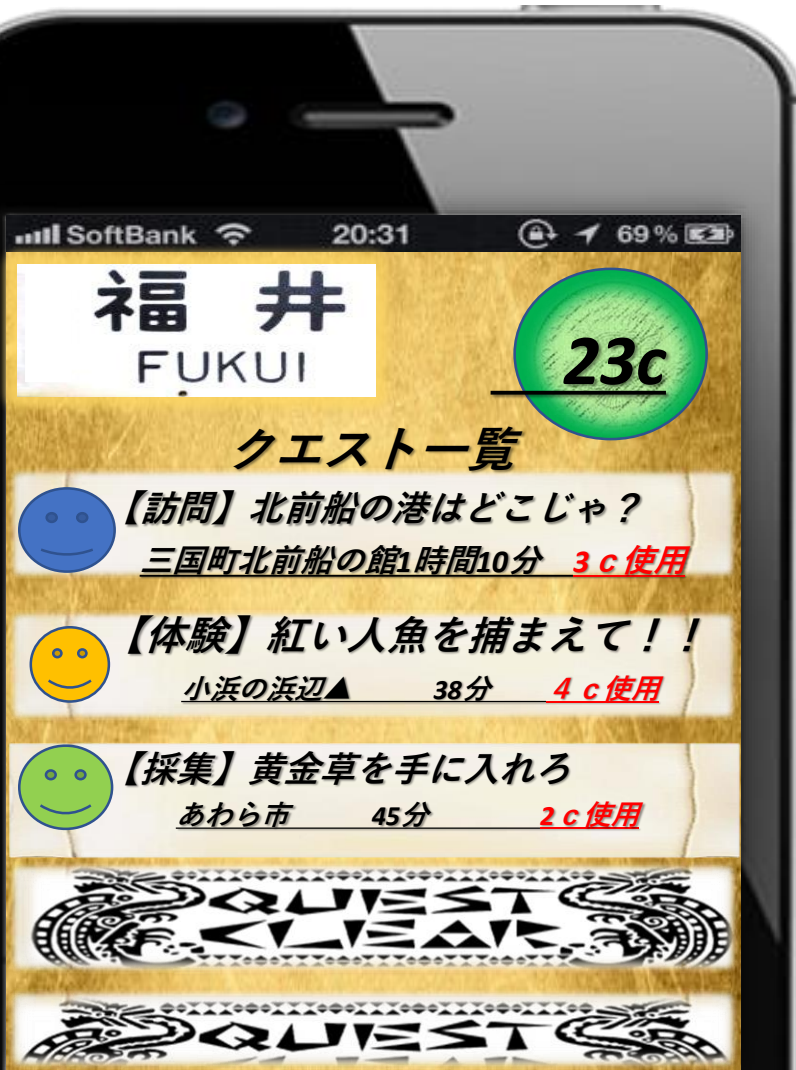 SoftBank 20:31 69%
福井
FUKUI
23c
クエスト一覧
【訪問】北前船の港はどこじゃ？
三国町北前船の館1時間10分 3ｃ使用
【体験】紅い人魚を捕まえて！！
小浜の浜辺▲ 38分 4ｃ使用
【採集】黄金草を手に入れろ
あわら市 45分 2ｃ使用
QUEST
CLEAR
QUEST